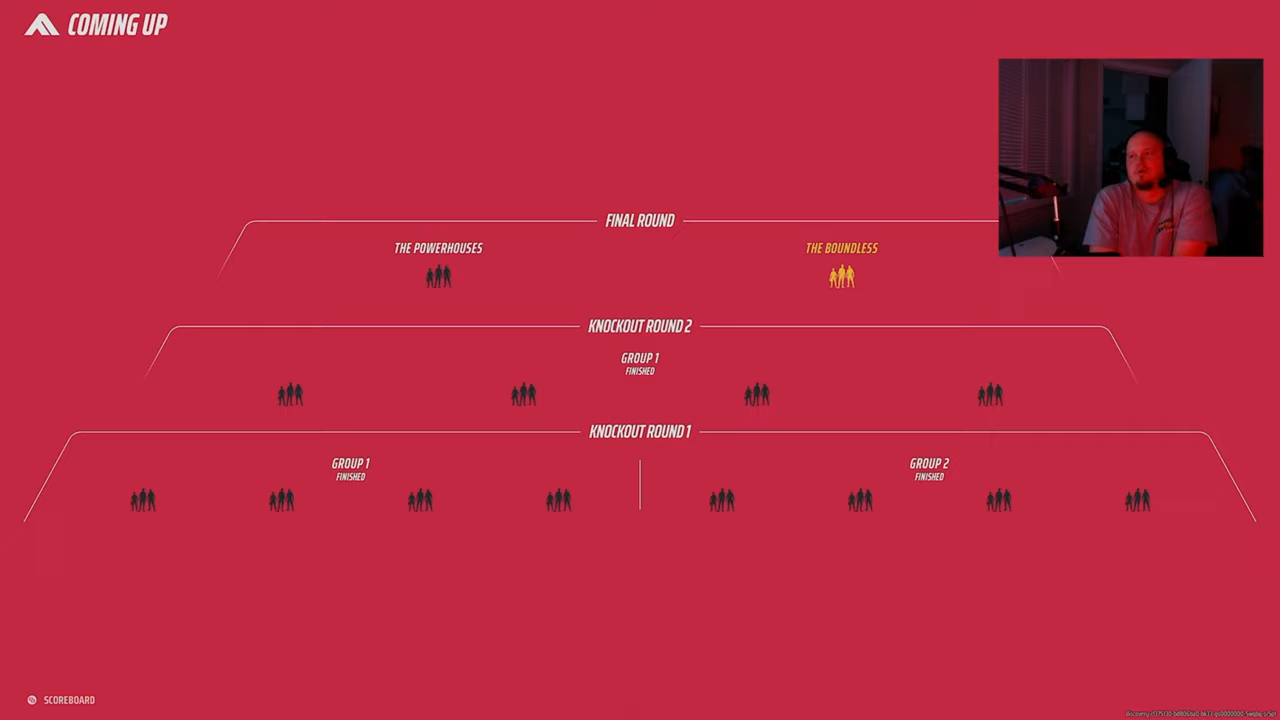 COMING UP
FINAL ROUND
THE POWERHOUSES
THE BOUNDLESS
KNOCKOUT ROUND 2
GROUP 1
FINISHED
KNOCKOUT ROUND 1
GROUP 1
FINISHED
GROUP 2
FINISHED
SCOREBOARD